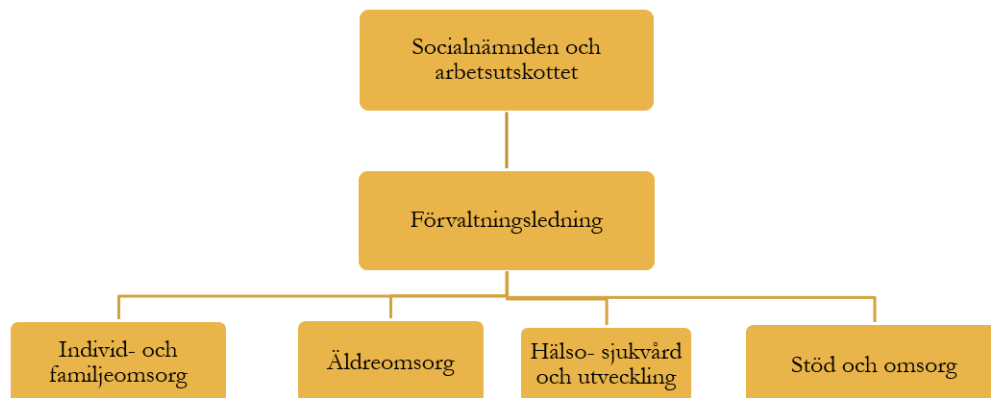 Socialnämnden och
arbetsutskottet
Förvaltningsledning
Individ- och
familjeomsorg
Äldreomsorg
Hälso- sjukvård
och utveckling
Stöd och omsorg